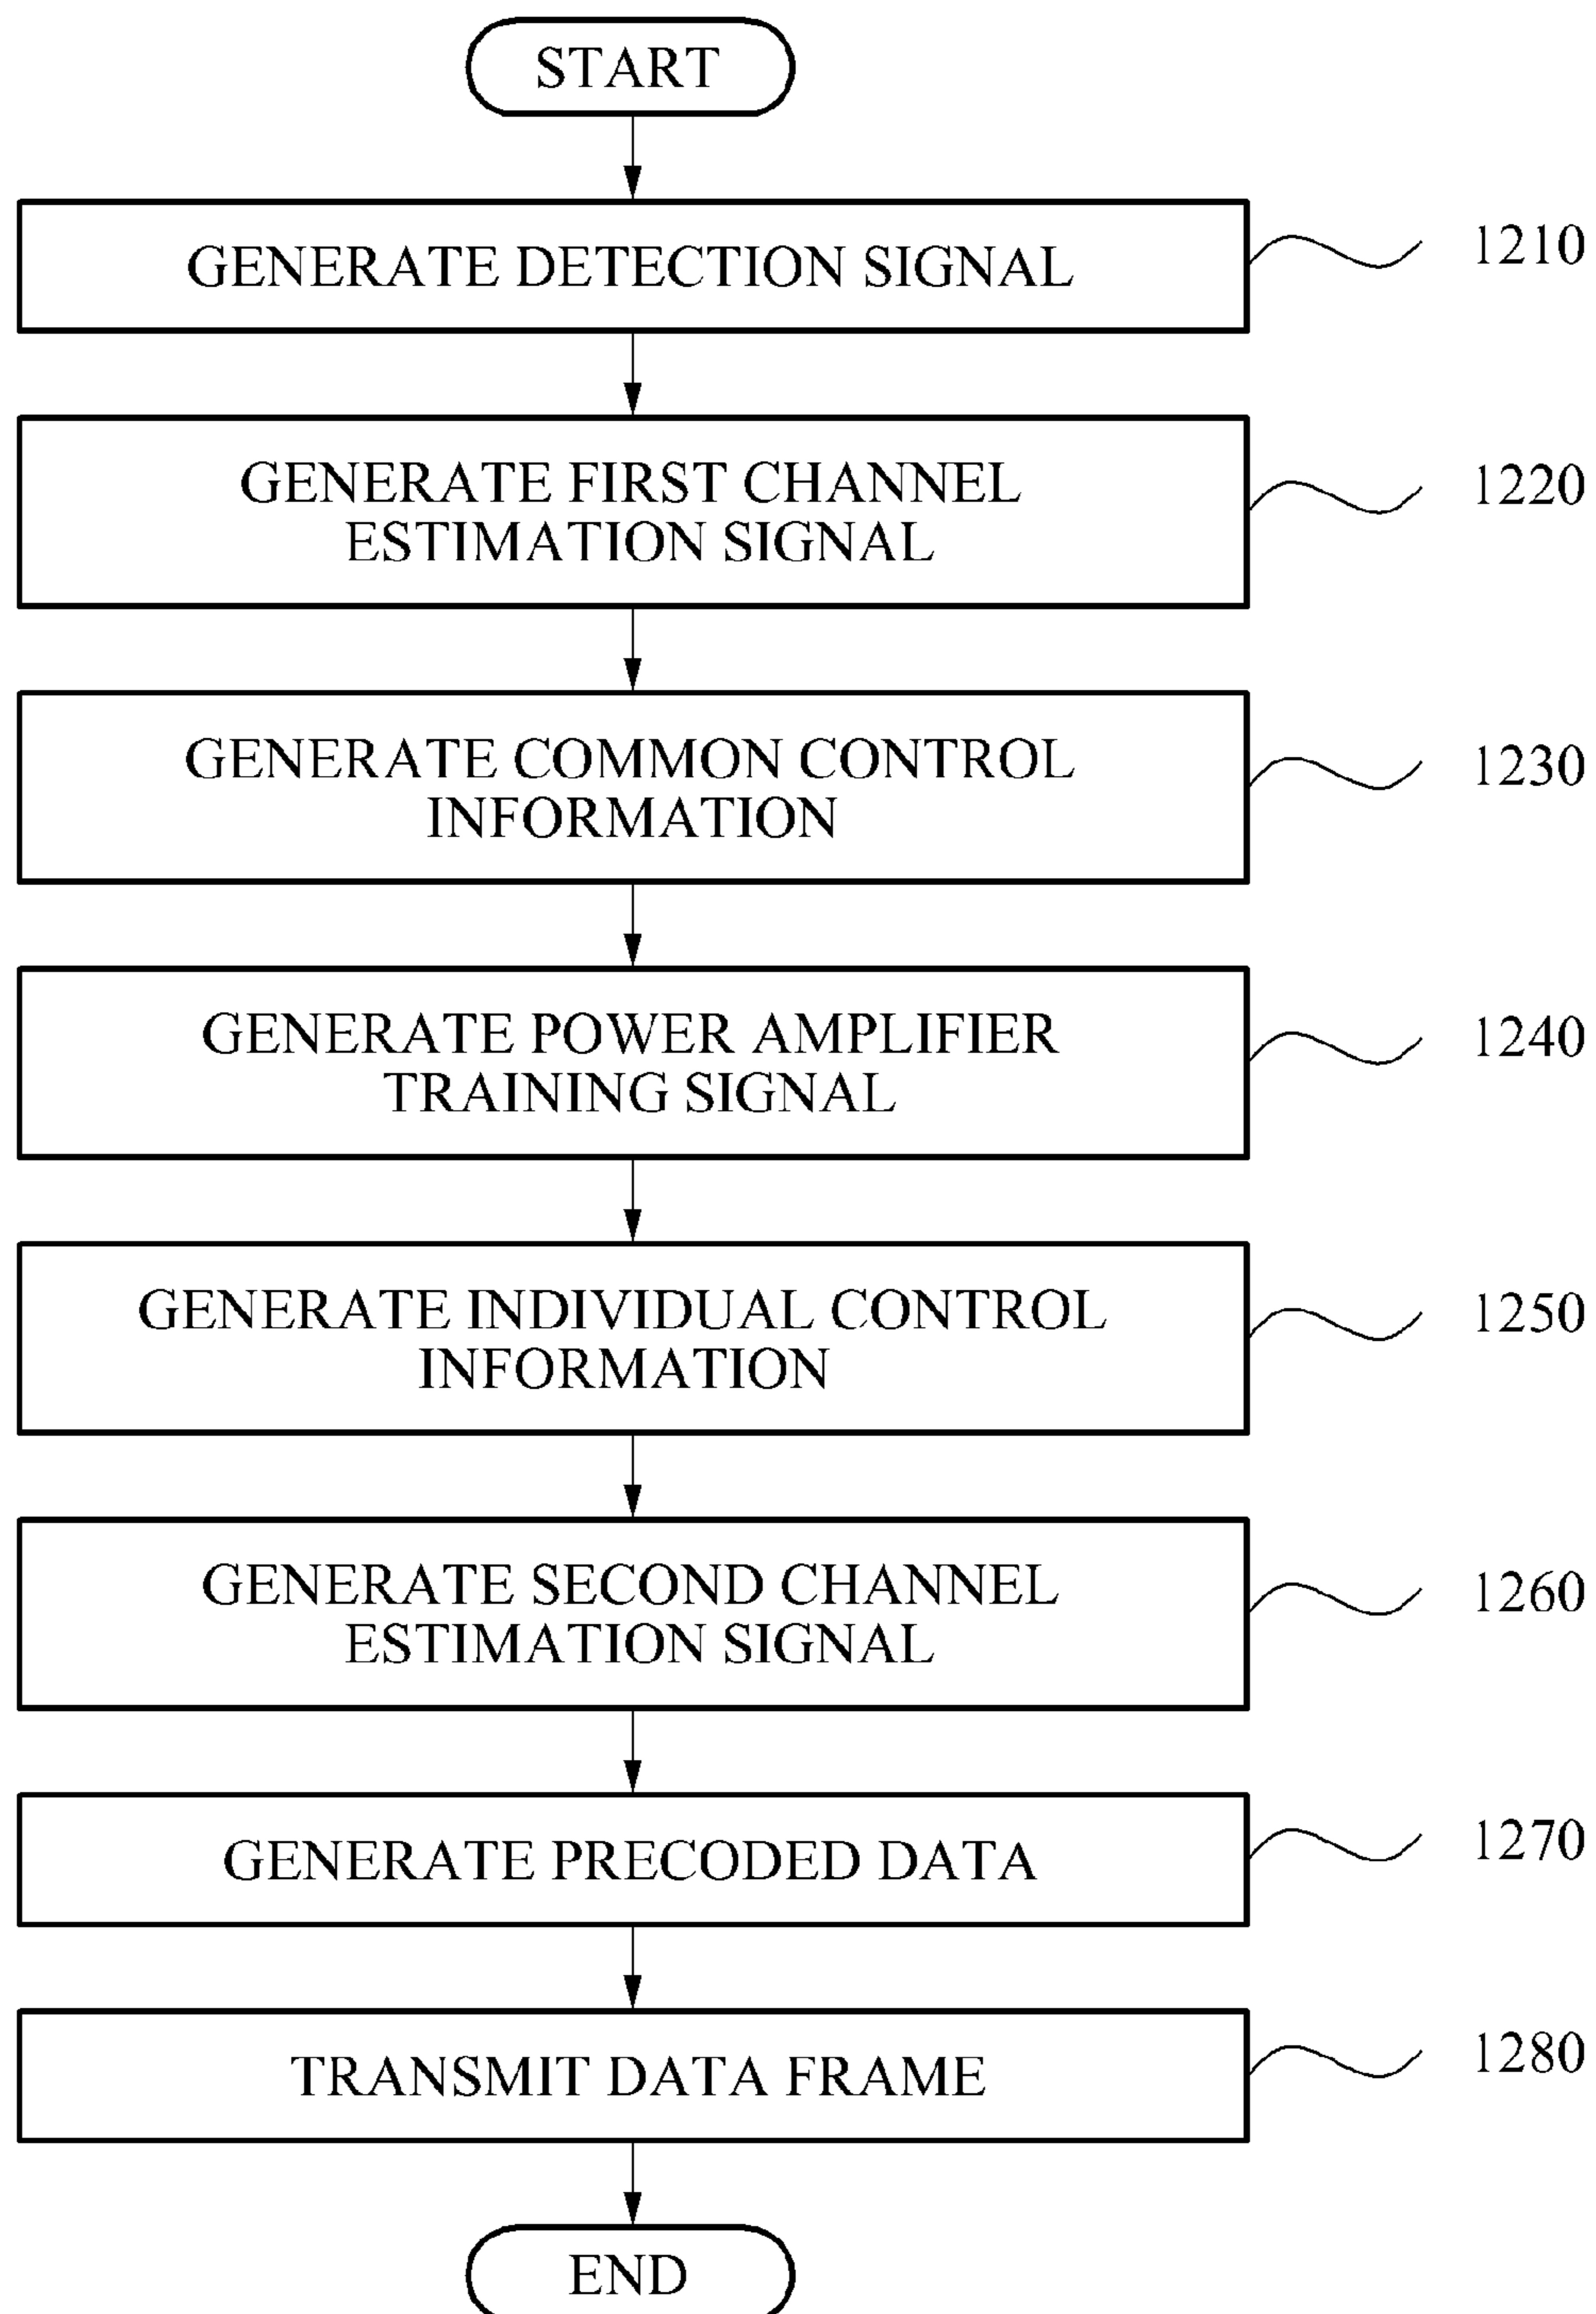 START
GENERATE DETECTION SIGNAL
1210
GENERATE FIRST CHANNEL
ESTIMATION SIGNAL
1220
GENERATE COMMON CONTROL
INFORMATION
1230
GENERATE POWER AMPLIFIER
TRAINING SIGNAL
1240
GENERATE INDIVIDUAL CONTROL
INFORMATION
1250
GENERATE SECOND CHANNEL
ESTIMATION SIGNAL
1260
GENERATE PRECODED DATA
1270
TRANSMIT DATA FRAME
1280
END